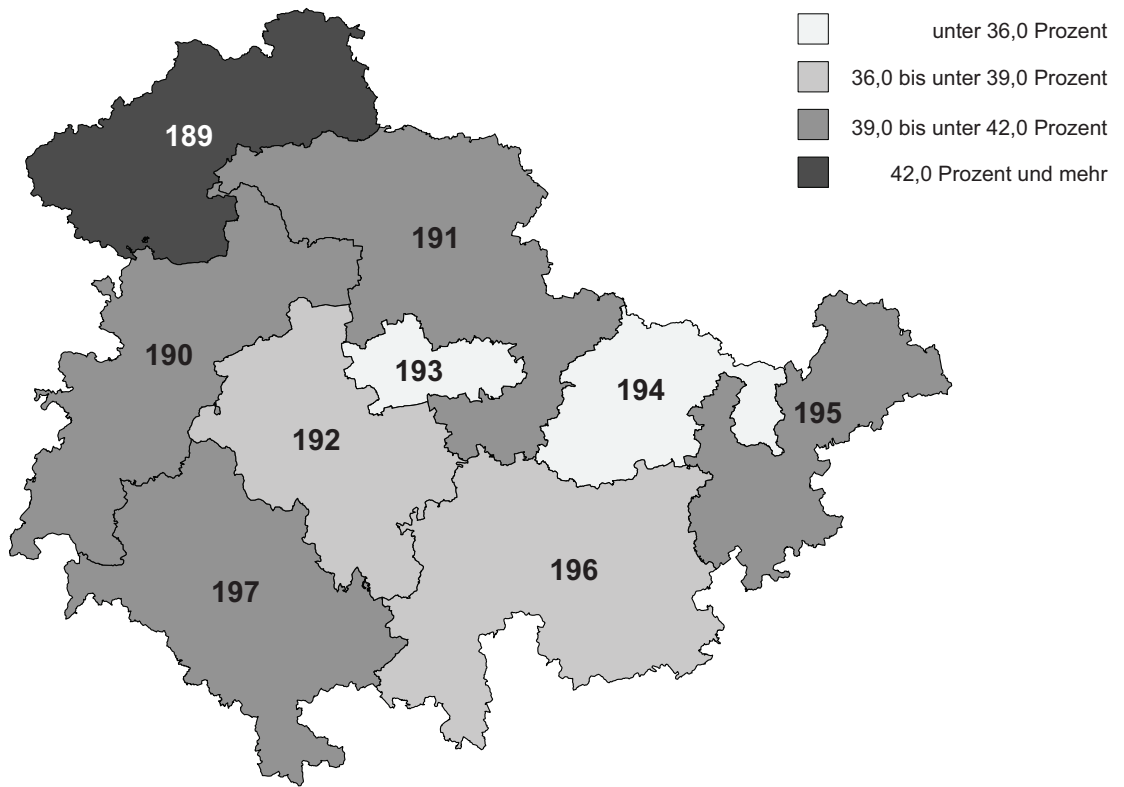 unter 36,0 Prozent
36,0 bis unter 39,0 Prozent
39,0 bis unter 42,0 Prozent
42,0 Prozent und mehr
189
191
190
193
194
195
192
196
197